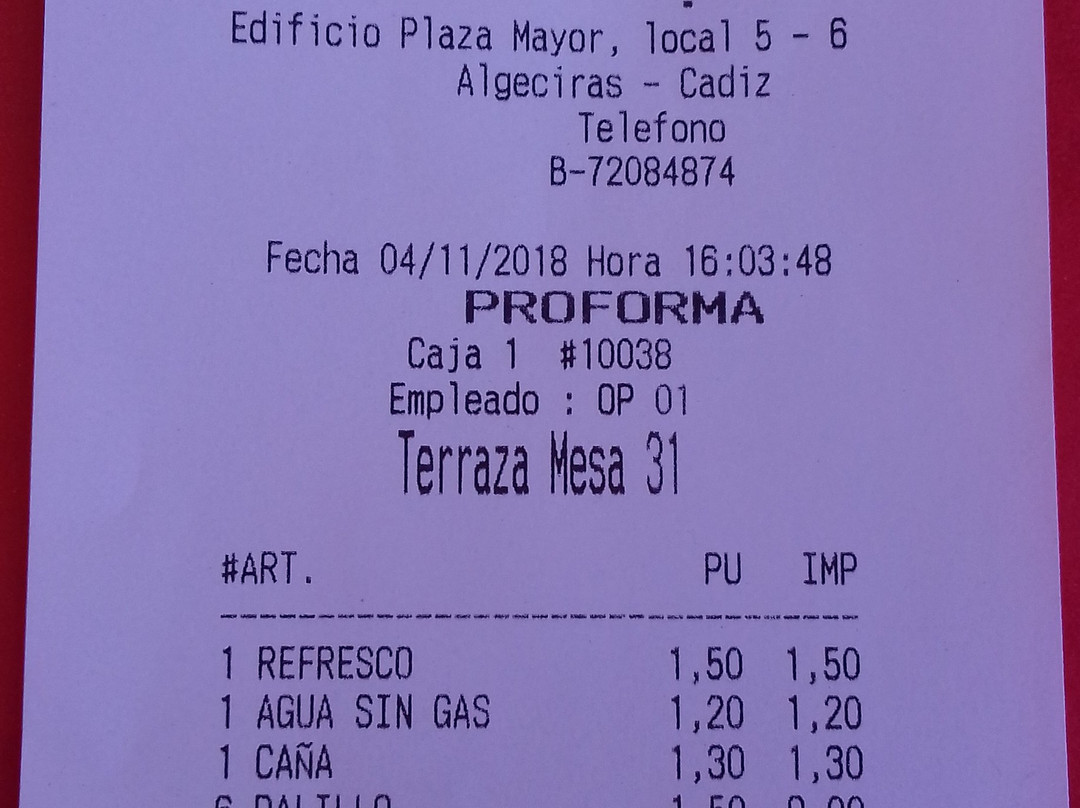 Edificio Plaza Mayor, local 5 - 6
Algeciras - Cadiz
Telefono
B-72084874
Fecha 04/11/2018 Hora 16:03:48
PROFORMA
Caja 1 #10038
Empleado : OP 01
Terraza Mesa 31
#ART. PU IMP
1 REFRESCO 1,50 1,50
1 AGUA SIN GAS 1,20 1,20
1 CAÑA 1,30 1,30